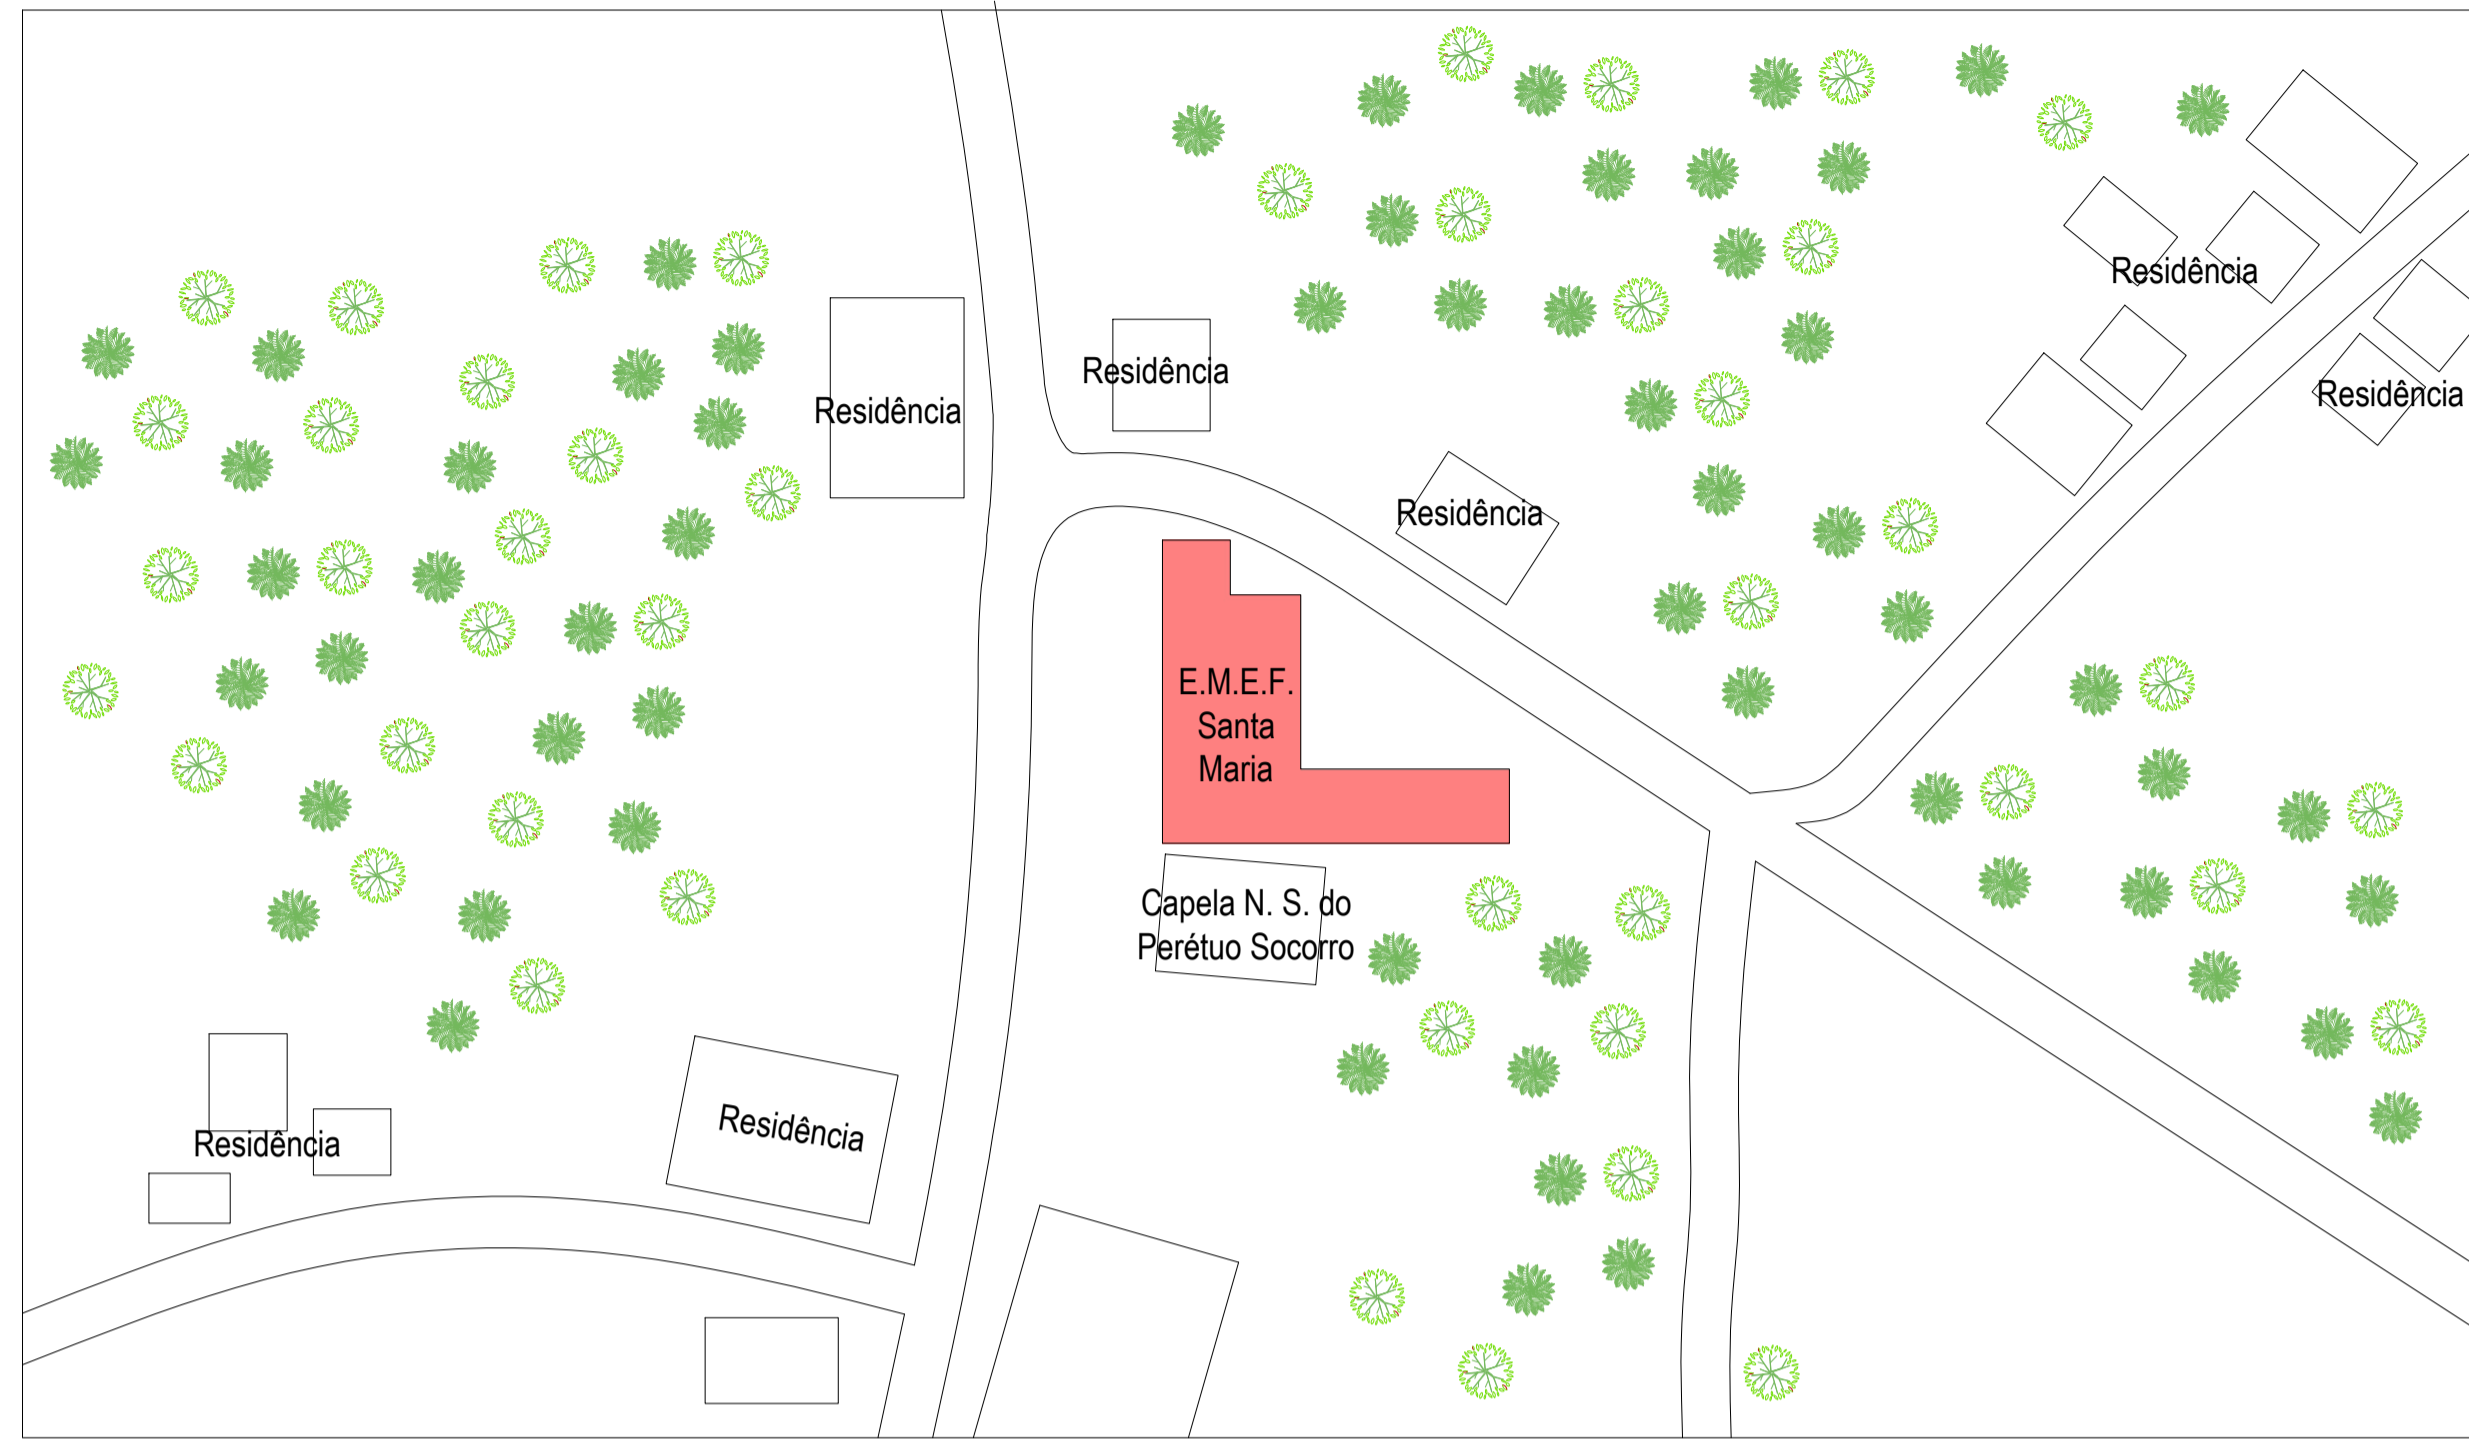 Residência
Residência
Residência
Residência
Residência
E.M.E.F.
Santa
Maria
Capela N. S. do
Perétuo Socorro
Residência
Residência